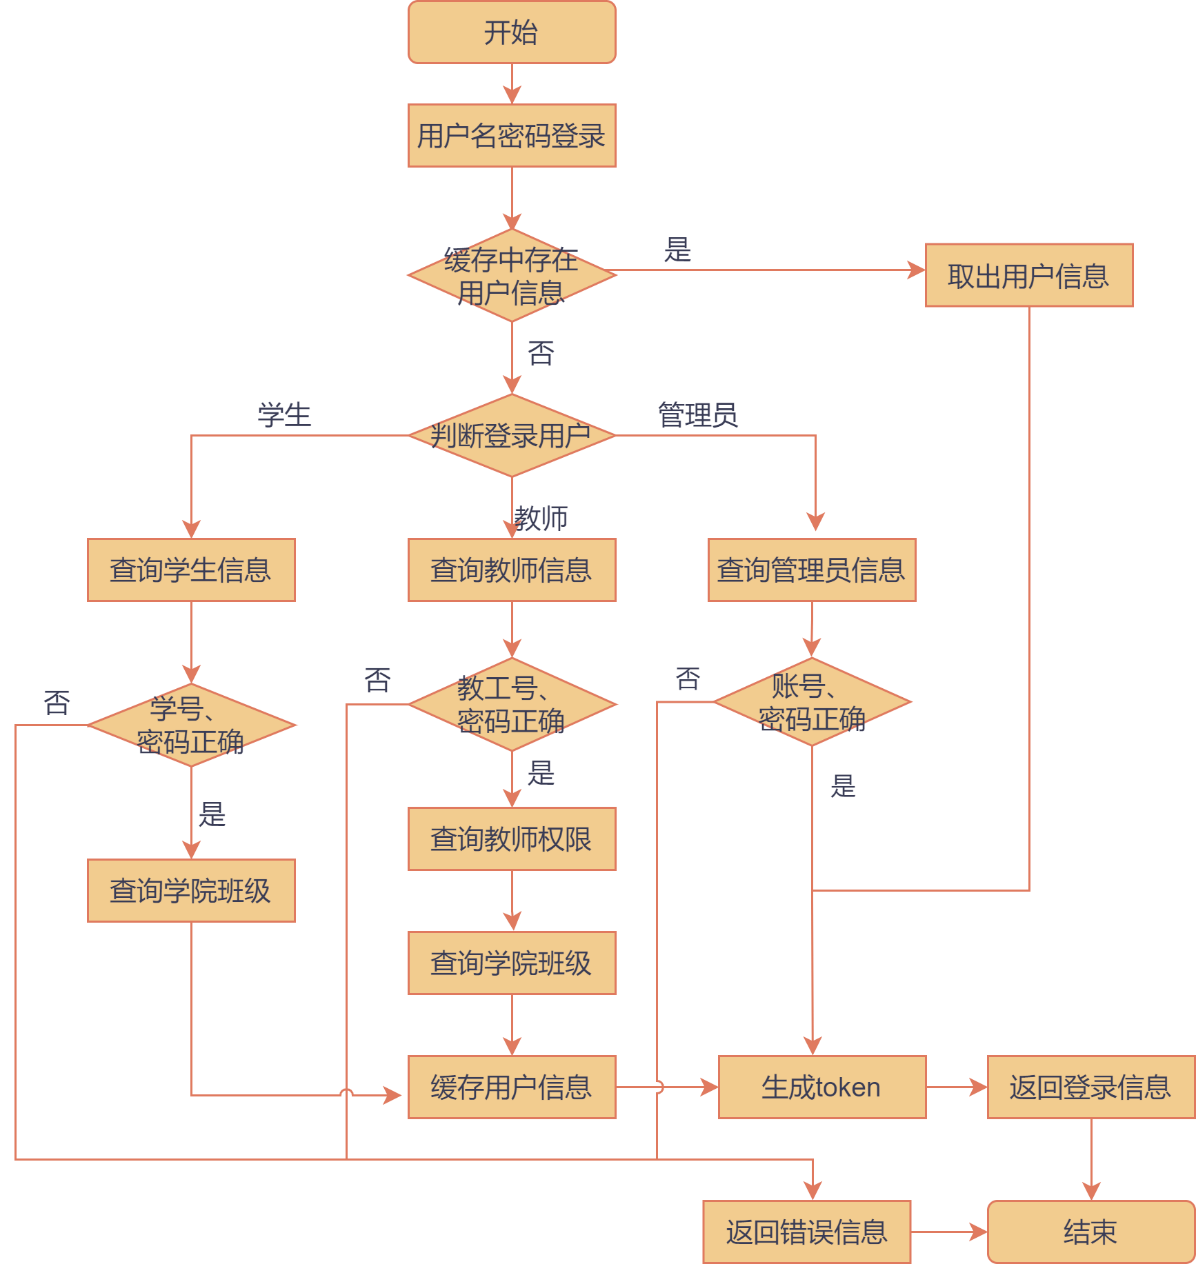 开始
用户名密码登录
缓存中存在
用户信息
是
取出用户信息
否
学生
判断登录用户
管理员
教师
查询学生信息
查询教师信息
查询管理员信息
否
学号、
密码正确
否
教工号、
密码正确
否
账号、
密码正确
是
是
是
查询教师权限
查询学院班级
查询学院班级
缓存用户信息
生成token
返回登录信息
返回错误信息
结束